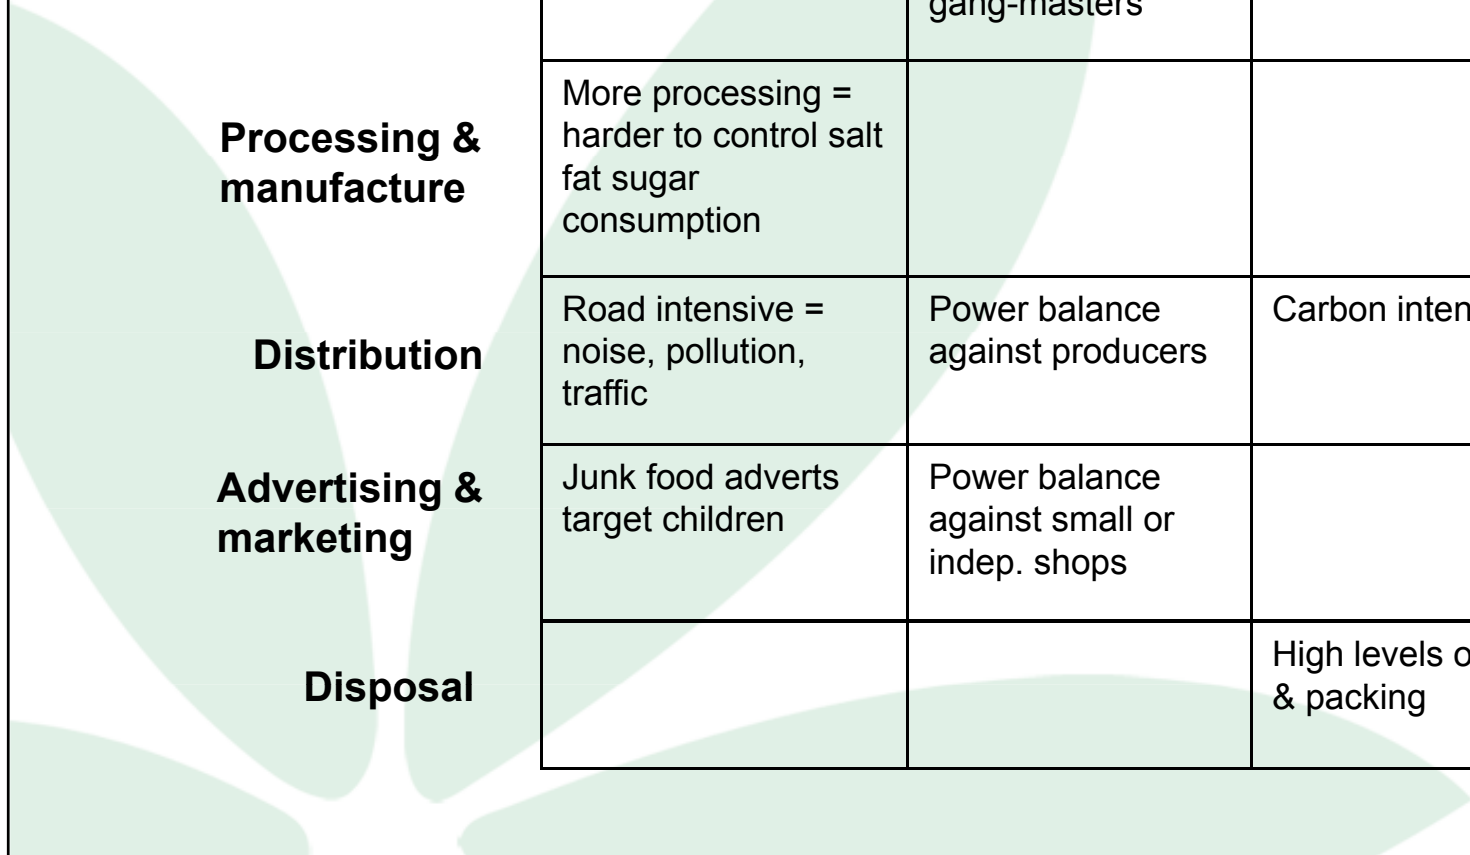 gang-masters
Processing &
manufacture
More processing =
harder to control salt
fat sugar
consumption
Distribution
Road intensive =
noise, pollution,
traffic
Power balance
against producers
Carbon
Advertising &
marketing
Junk food adverts
target children
Power balance
against small or
indep. shops
Disposal
High levels
& packing